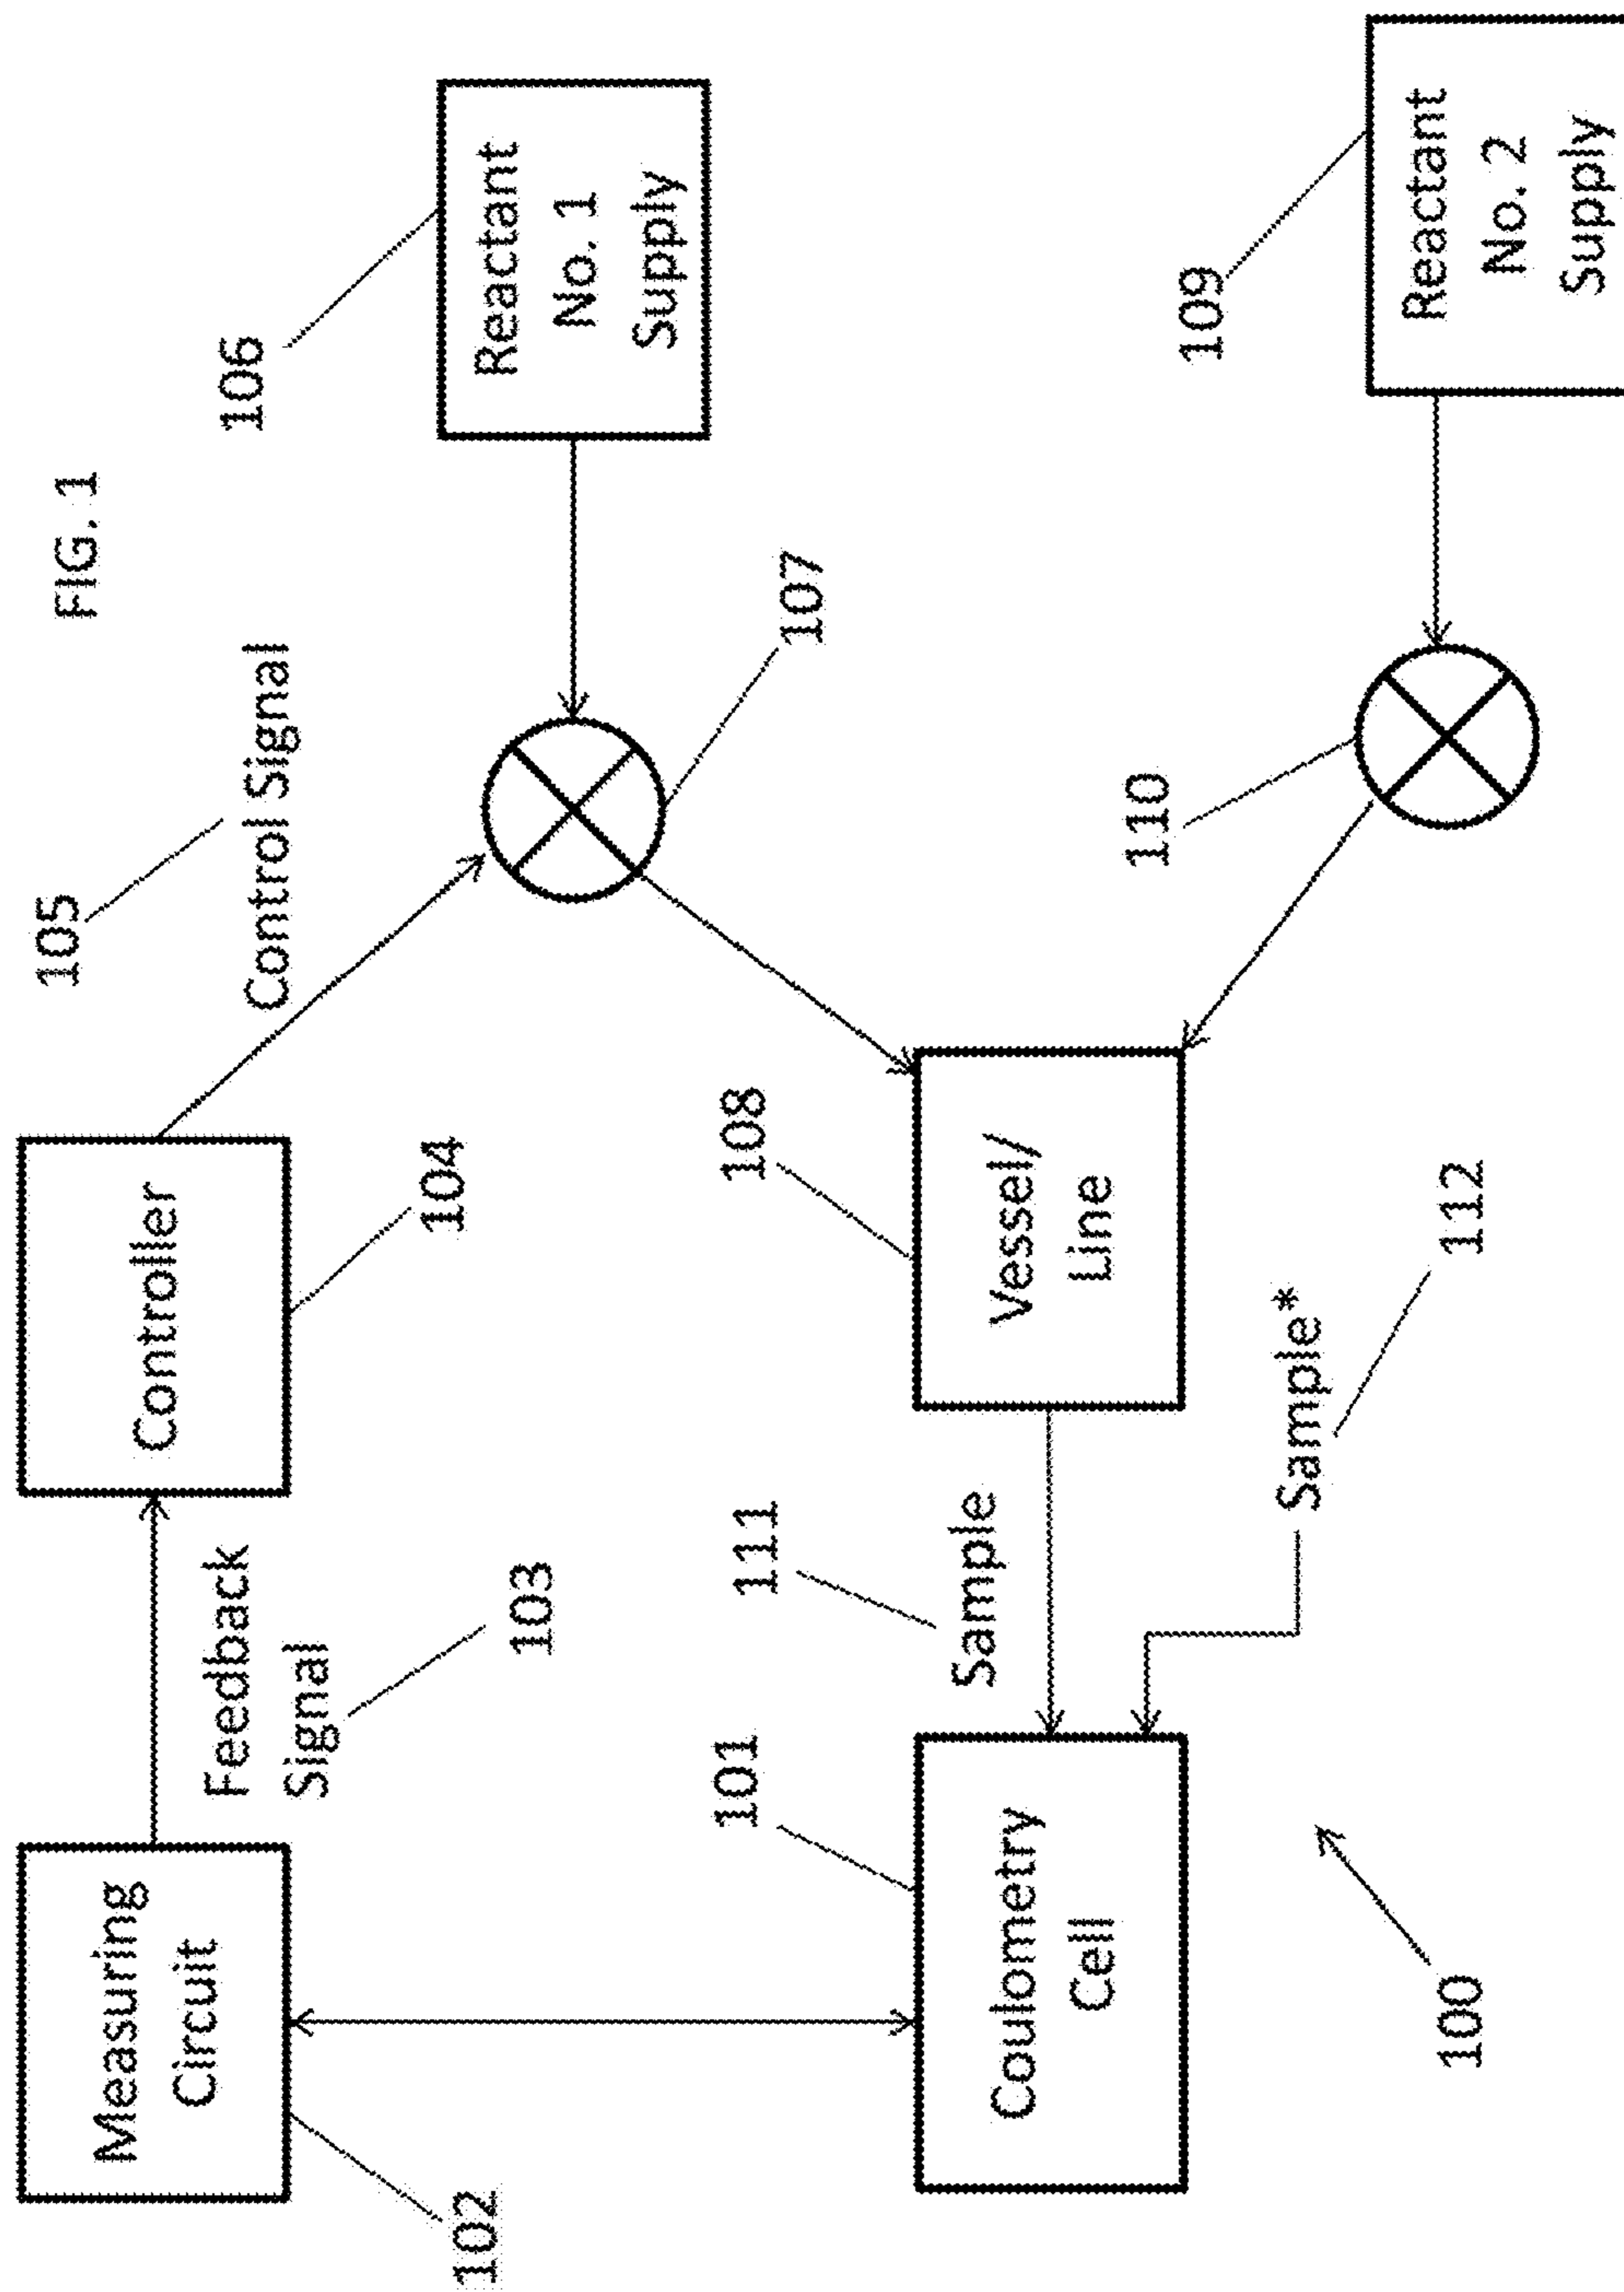 FIG. 1
102
Measuring
Circuit
Feedback
Signal
103
Controller
104
105
Control Signal
106
Reactant
No. 1
Supply
107
101
Coulometry
Cell
111
Sample
108
Vessel/
Line
110
109
Reactant
No. 2
Supply
Sample*
112
100